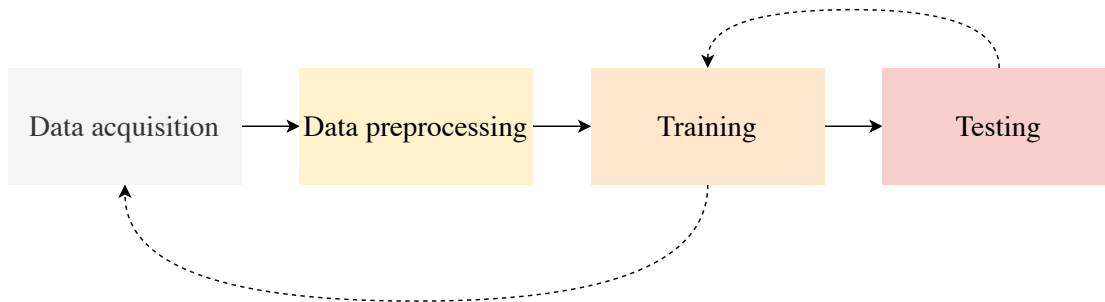 Data acquisition
Data preprocessing
Training
Testing